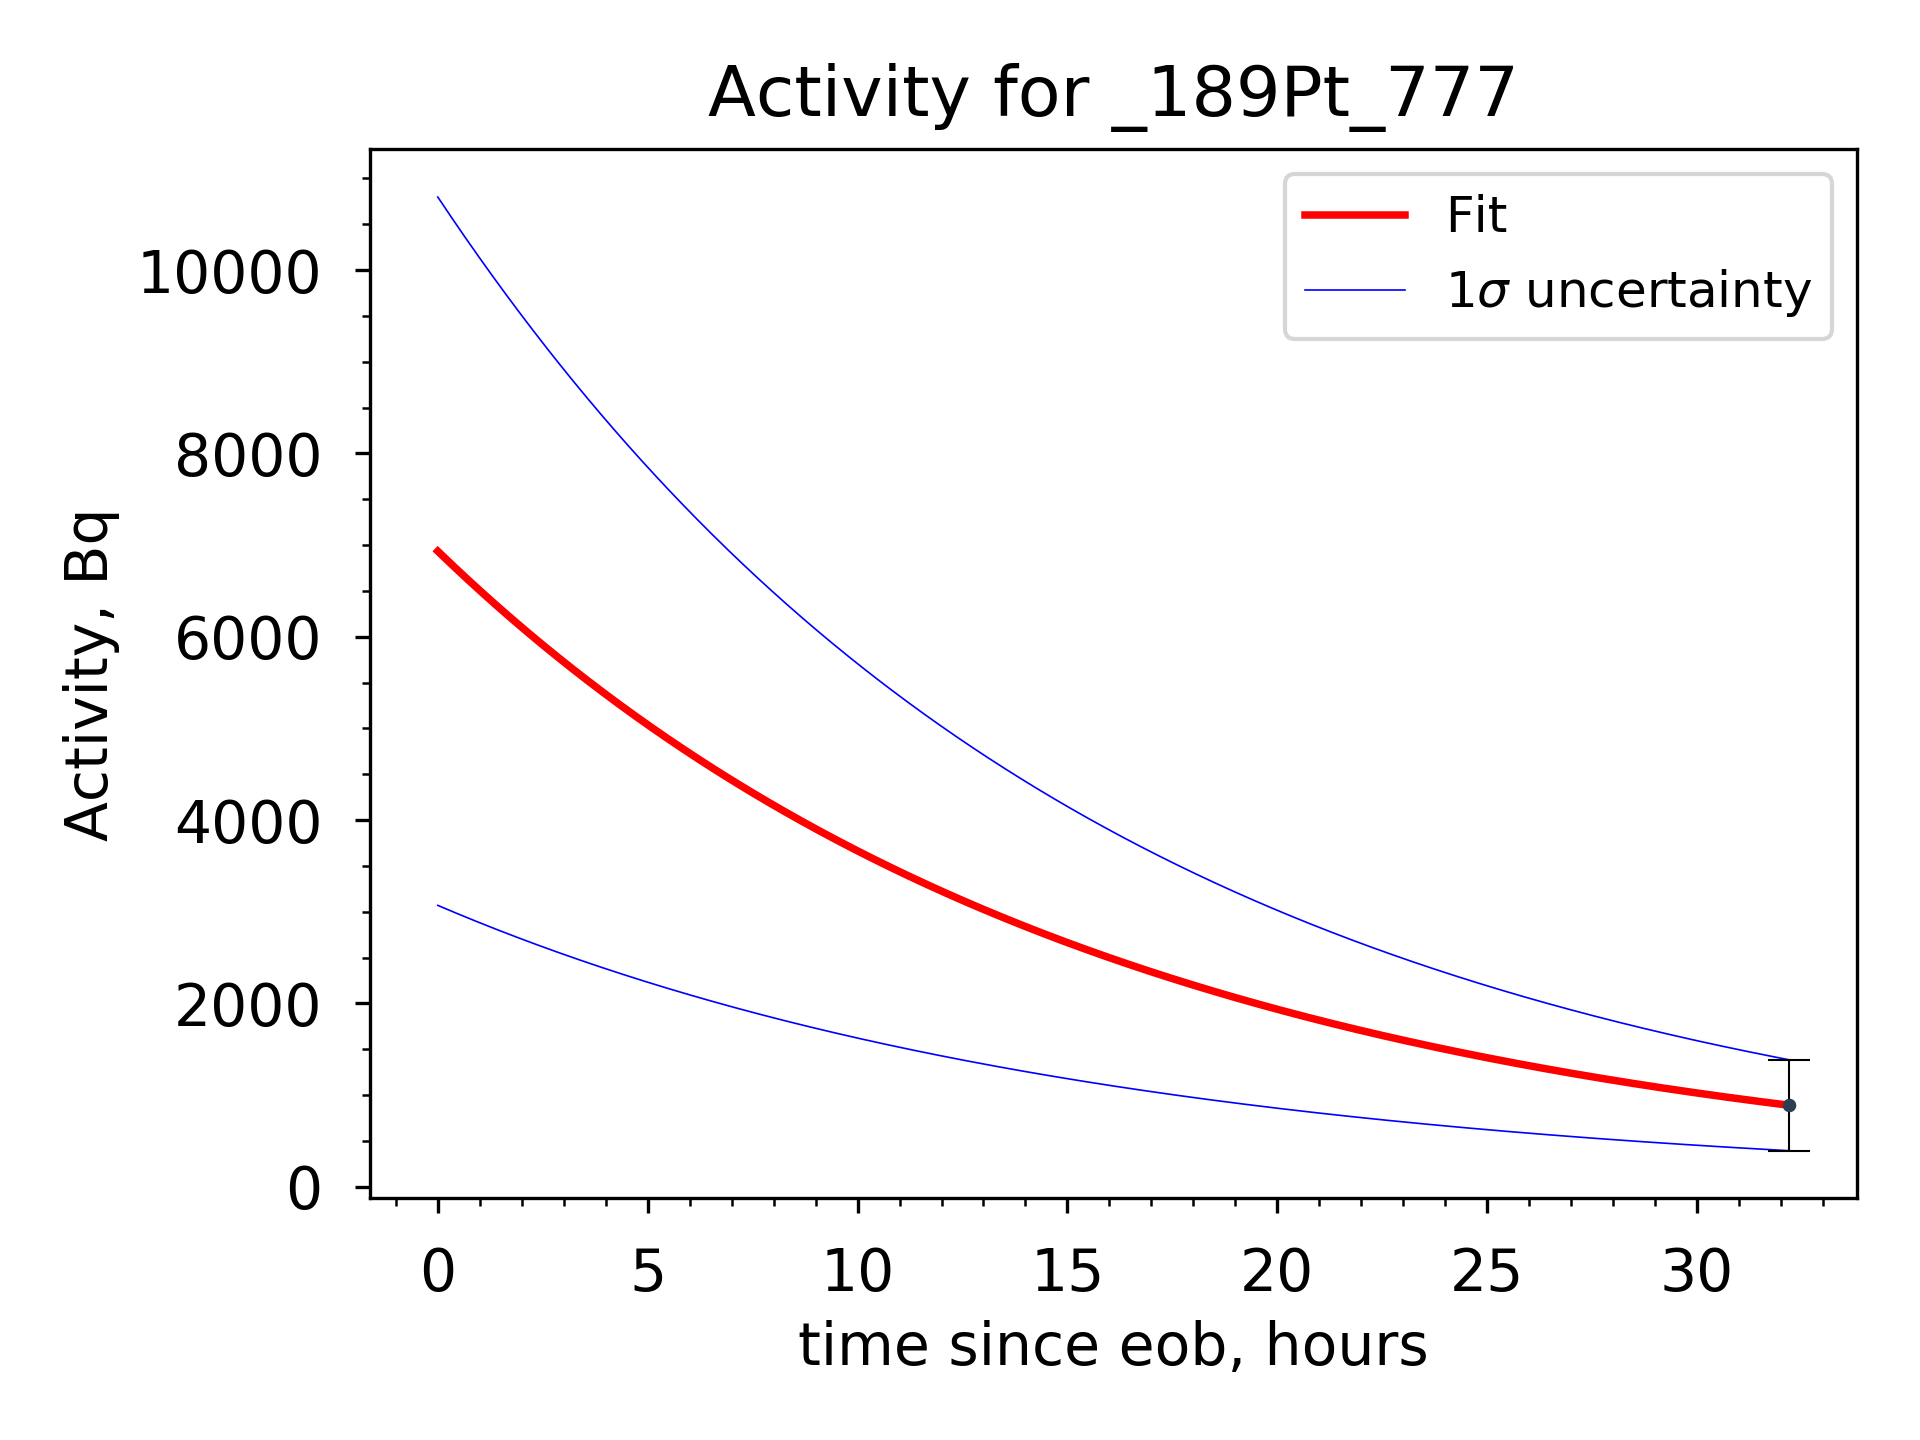 Activity for _189Pt_777
Fit
1σ uncertainty
10000
8000
6000
4000
2000
0
Activity, Bq
0 5 10 15 20 25 30
time since eob, hours